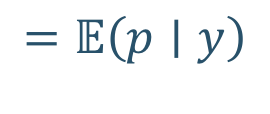 = 𝔼(𝑝 | 𝑦)